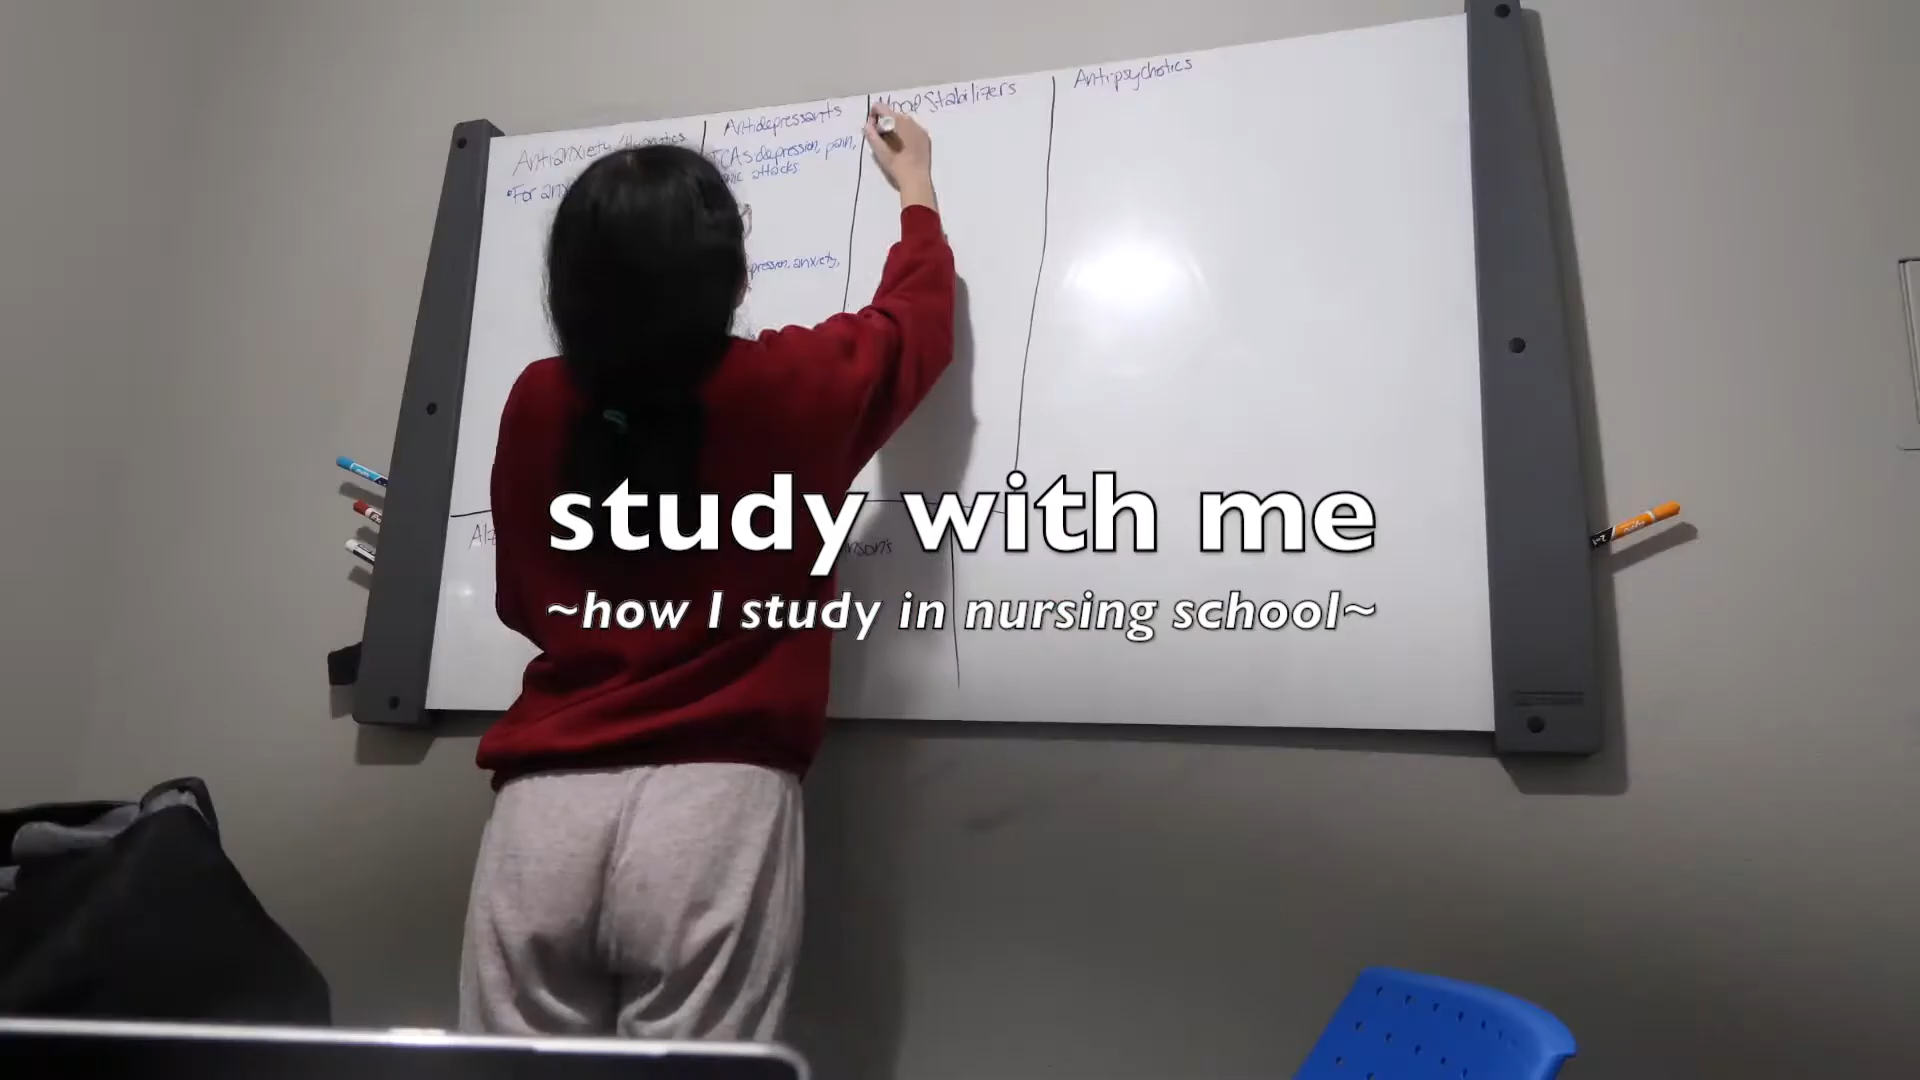 Antianxiety/Hypnotics
Antidepressants
Mood Stabilizers
Antipsychotics
•For
TCAs depression, pain,
attacks
anxiety,
study with me
~how I study in nursing school~